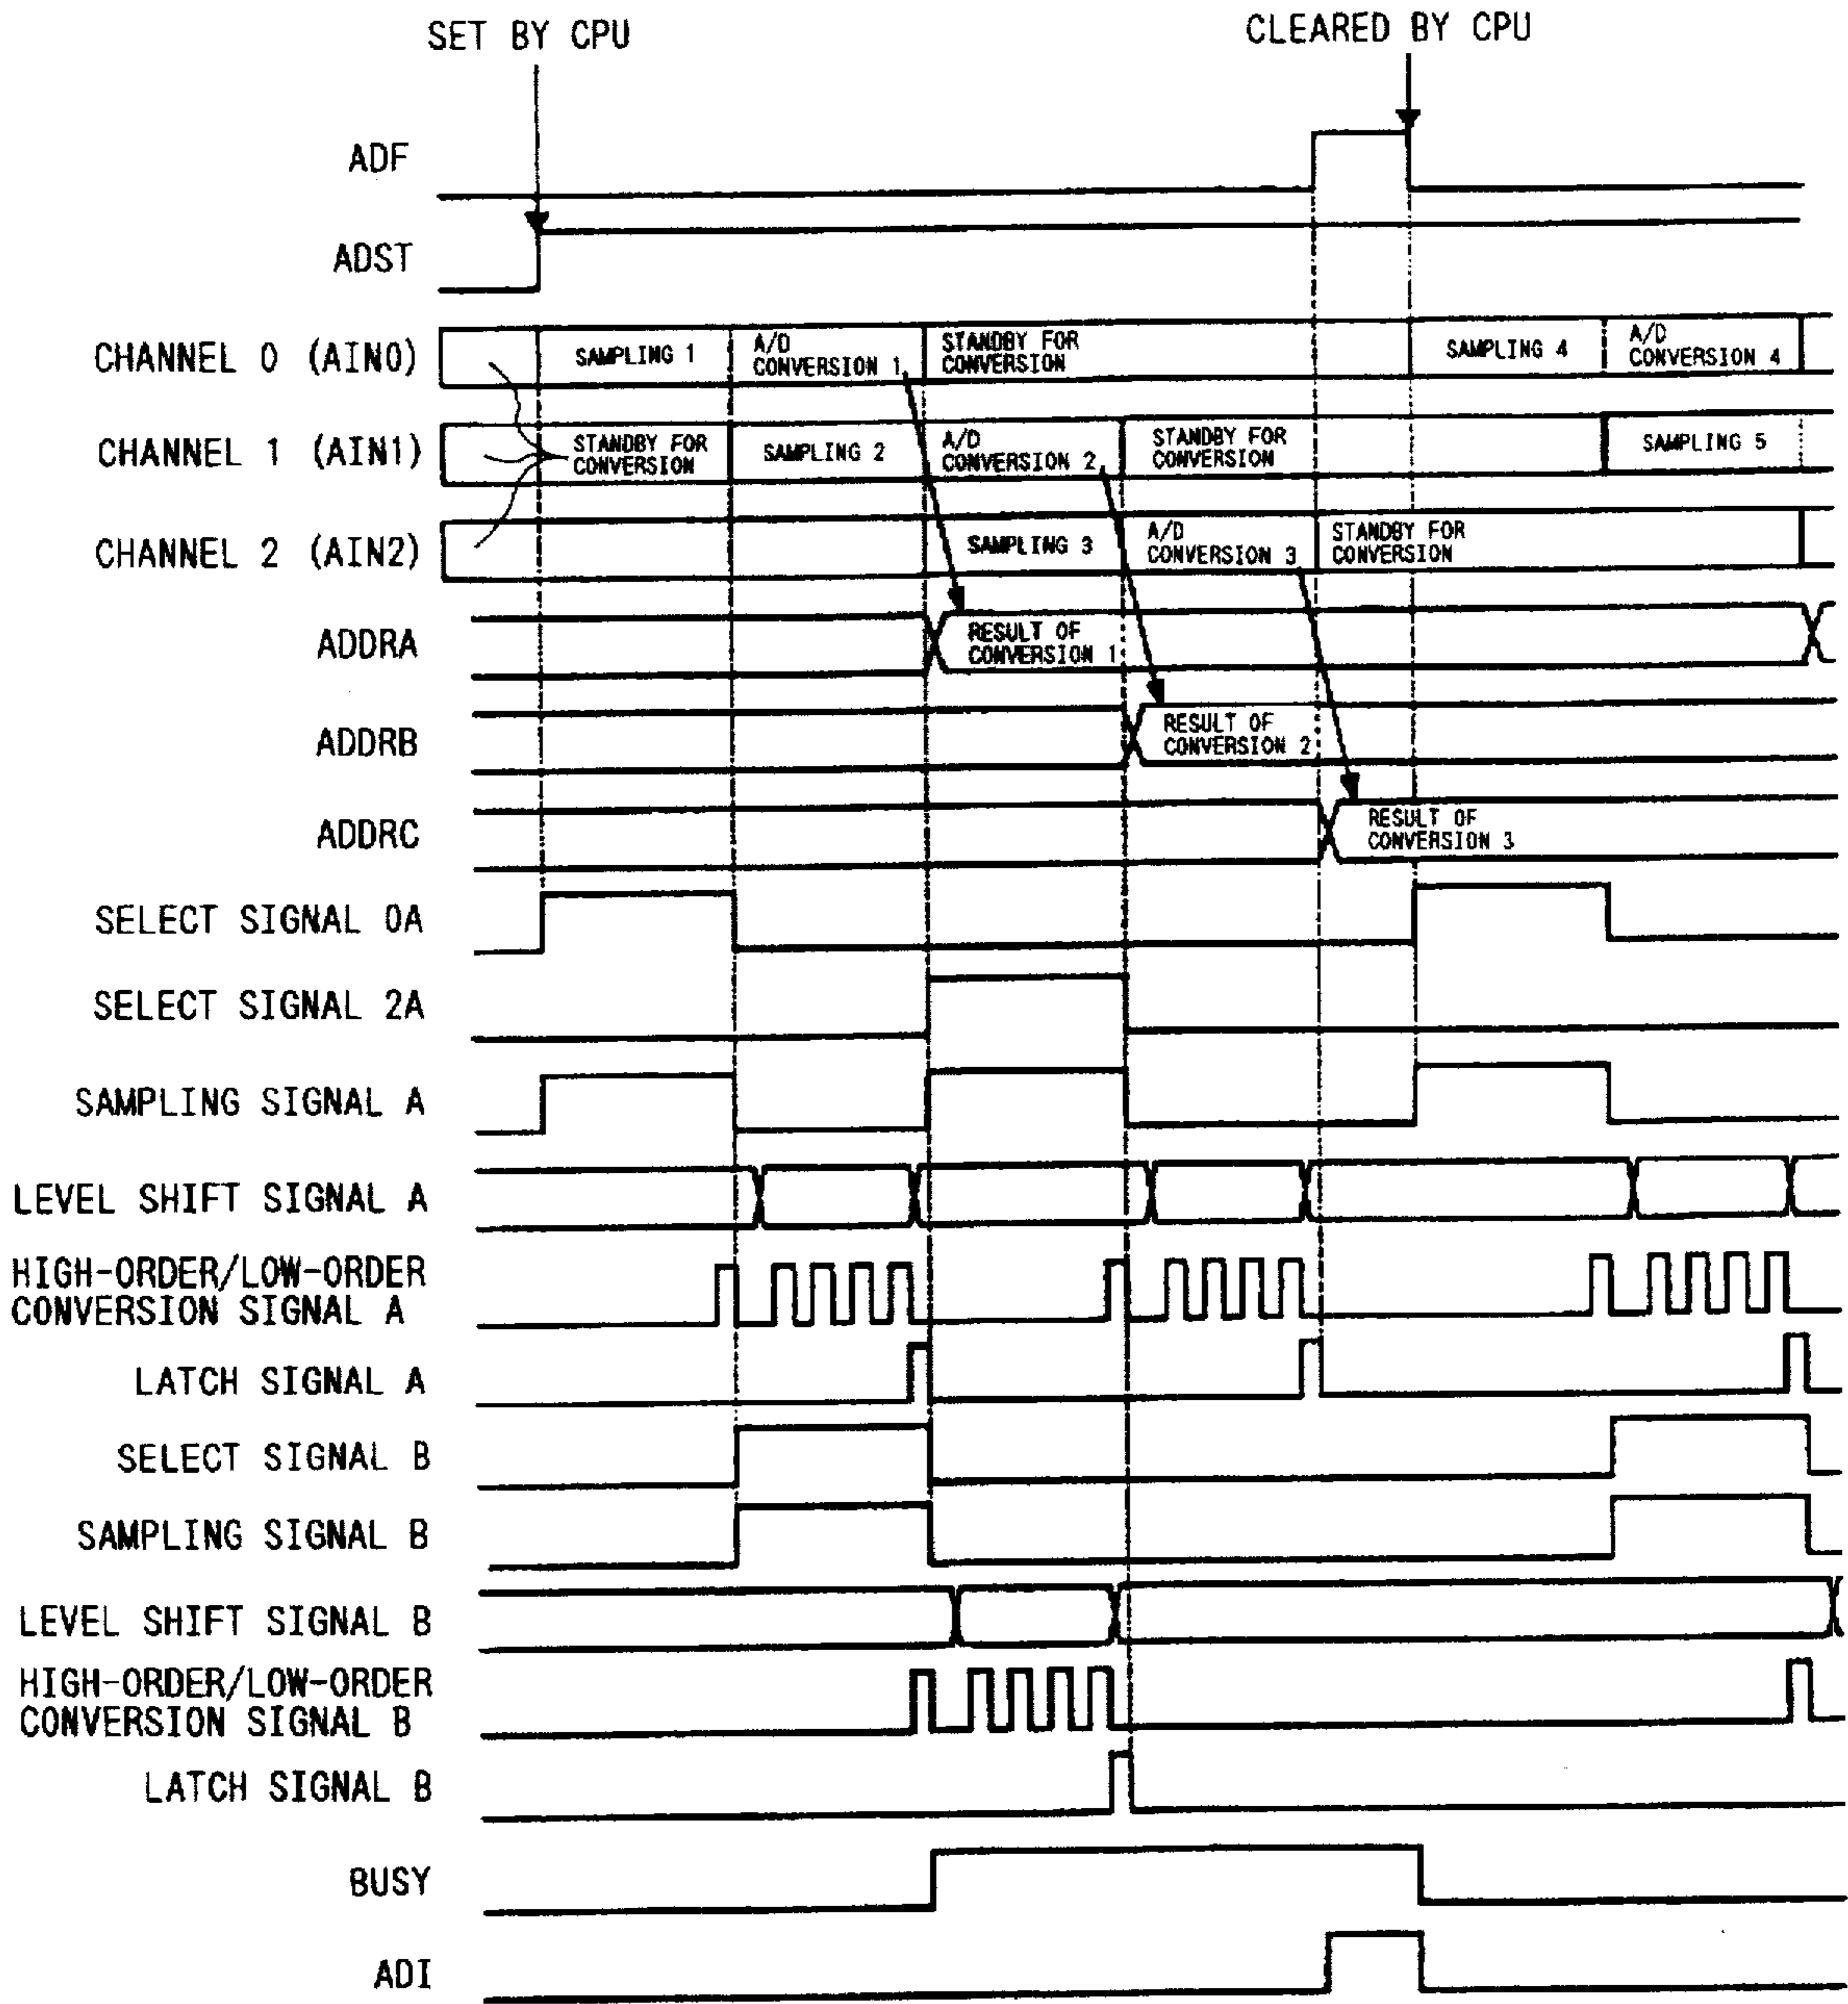 SET BY CPU
CLEARED BY CPU
ADF
ADST
CHANNEL 0 (AIN0)
SAMPLING 1
A/D
CONVERSION 1
STANDBY FOR
CONVERSION
SAMPLING 4
A/D
CONVERSION 4
CHANNEL 1 (AIN1)
STANDBY FOR
CONVERSION
SAMPLING 2
A/D
CONVERSION 2
STANDBY FOR
CONVERSION
SAMPLING 5
CHANNEL 2 (AIN2)
SAMPLING 3
A/D
CONVERSION 3
STANDBY FOR
CONVERSION
ADDRA
RESULT OF
CONVERSION 1
ADDRB
RESULT OF
CONVERSION 2
ADDRC
RESULT OF
CONVERSION 3
SELECT SIGNAL 0A
SELECT SIGNAL 2A
SAMPLING SIGNAL A
LEVEL SHIFT SIGNAL A
HIGH-ORDER/LOW-ORDER
CONVERSION SIGNAL A
LATCH SIGNAL A
SELECT SIGNAL B
SAMPLING SIGNAL B
LEVEL SHIFT SIGNAL B
HIGH-ORDER/LOW-ORDER
CONVERSION SIGNAL B
LATCH SIGNAL B
BUSY
ADI